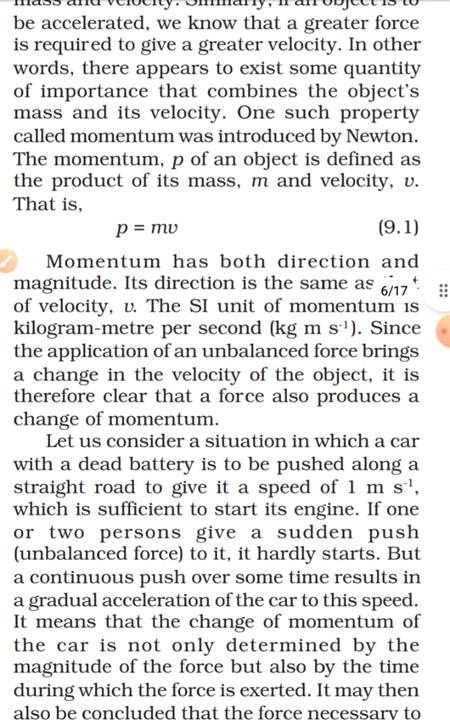 mass and velocity. Similarly, if an object is to
be accelerated, we know that a greater force
is required to give a greater velocity. In other
words, there appears to exist some quantity
of importance that combines the object's
mass and its velocity. One such property
called momentum was introduced by Newton.
The momentum, p of an object is defined as
the product of its mass, m and velocity, v.
That is,
p = mv (9.1)
Momentum has both direction and
magnitude. Its direction is the same as
6/17
of velocity, v. The SI unit of momentum is
kilogram-metre per second (kg m s⁻¹). Since
the application of an unbalanced force brings
a change in the velocity of the object, it is
therefore clear that a force also produces a
change of momentum.
Let us consider a situation in which a car
with a dead battery is to be pushed along a
straight road to give it a speed of 1 m s⁻¹,
which is sufficient to start its engine. If one
or two persons give a sudden push
(unbalanced force) to it, it hardly starts. But
a continuous push over some time results in
a gradual acceleration of the car to this speed.
It means that the change of momentum of
the car is not only determined by the
magnitude of the force but also by the time
during which the force is exerted. It may then
also be concluded that the force necessary to